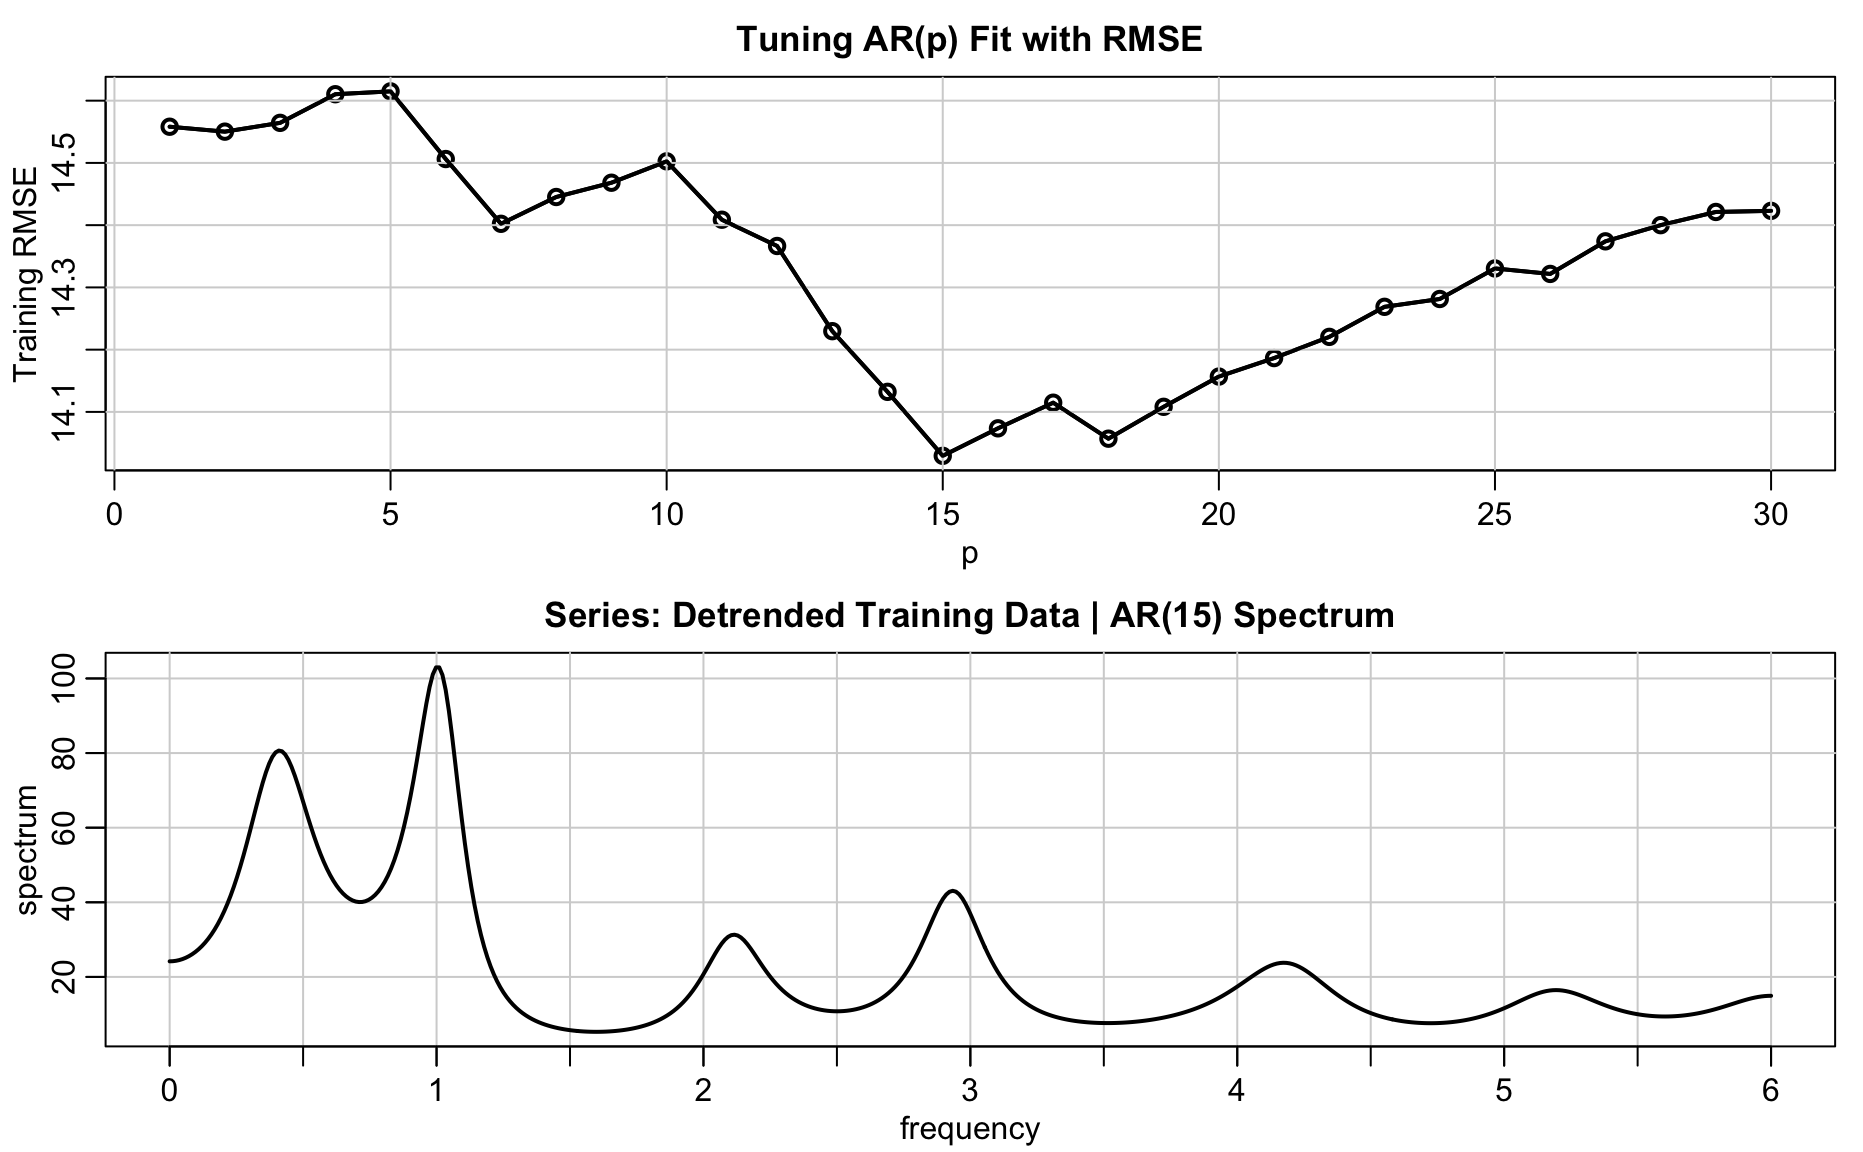 Tuning AR(p) Fit with RMSE
Training RMSE
14.5
14.3
14.1
0 5 10 15 20 25 30
p
Series: Detrended Training Data | AR(15) Spectrum
spectrum
100
80
60
40
20
0 1 2 3 4 5 6
frequency